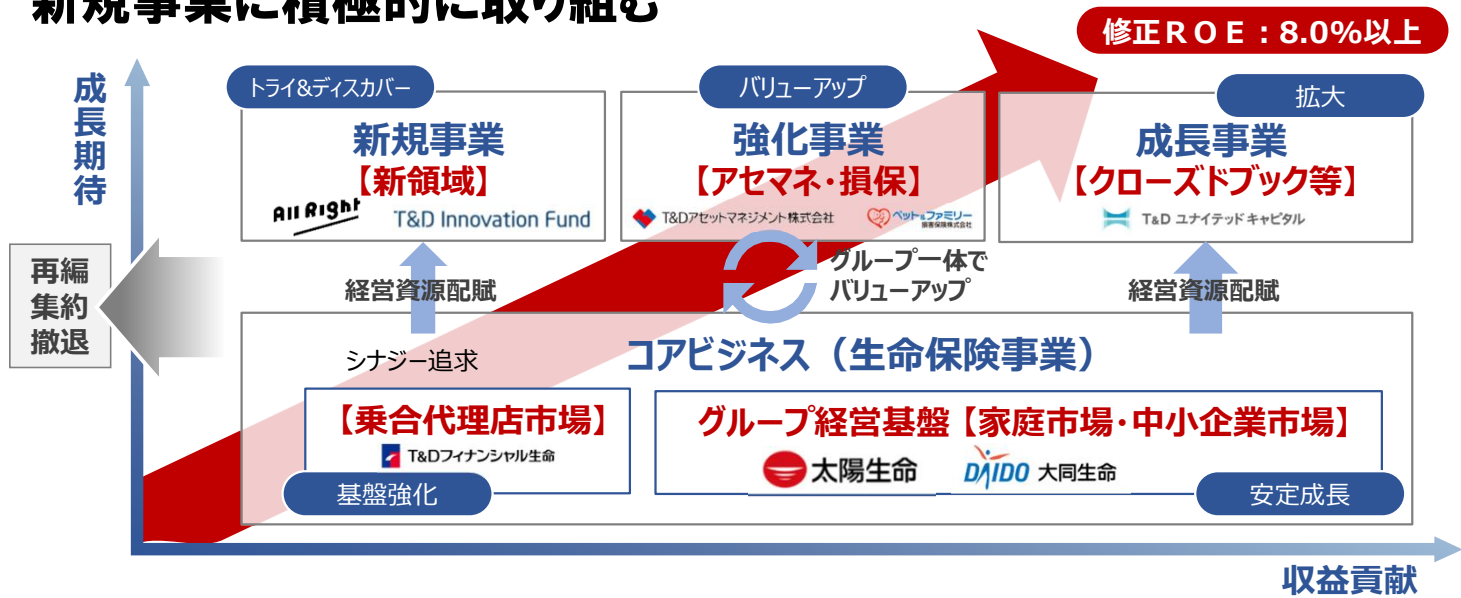 新規事業に積極的に取り組む
修正ROE：8.0%以上
成長期待
トライ&ディスカバー
新規事業
【新領域】
All Right
T&D Innovation Fund
バリューアップ
強化事業
【アセマネ・損保】
T&Dアセットマネジメント株式会社
ペット&ファミリー
損害保険株式会社
拡大
成長事業
【クローズドブック等】
T&D ユナイテッドキャピタル
再編
集約
撤退
経営資源配賦
グループ一体で
バリューアップ
経営資源配賦
シナジー追求
コアビジネス（生命保険事業）
【乗合代理店市場】
T&Dフィナンシャル生命
基盤強化
グループ経営基盤【家庭市場・中小企業市場】
太陽生命
DAIDO 大同生命
安定成長
収益貢献